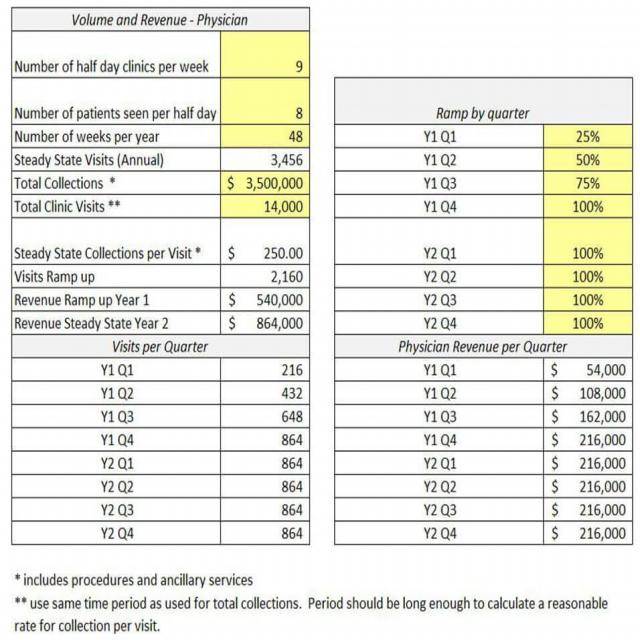 Volume and Revenue - Physician
Number of half day clinics per week 9
Number of patients seen per half day 8
Number of weeks per year 48
Steady State Visits (Annual) 3,456
Total Collections * $ 3,500,000
Total Clinic Visits ** 14,000
Steady State Collections per Visit * $ 250.00
Visits Ramp up 2,160
Revenue Ramp up Year 1 $ 540,000
Revenue Steady State Year 2 $ 864,000
Visits per Quarter
Y1 Q1 216
Y1 Q2 432
Y1 Q3 648
Y1 Q4 864
Y2 Q1 864
Y2 Q2 864
Y2 Q3 864
Y2 Q4 864
Ramp by quarter
Y1 Q1 25%
Y1 Q2 50%
Y1 Q3 75%
Y1 Q4 100%
Y2 Q1 100%
Y2 Q2 100%
Y2 Q3 100%
Y2 Q4 100%
Physician Revenue per Quarter
Y1 Q1 $ 54,000
Y1 Q2 $ 108,000
Y1 Q3 $ 162,000
Y1 Q4 $ 216,000
Y2 Q1 $ 216,000
Y2 Q2 $ 216,000
Y2 Q3 $ 216,000
Y2 Q4 $ 216,000
* includes procedures and ancillary services
** use same time period as used for total collections. Period should be long enough to calculate a reasonable
rate for collection per visit.